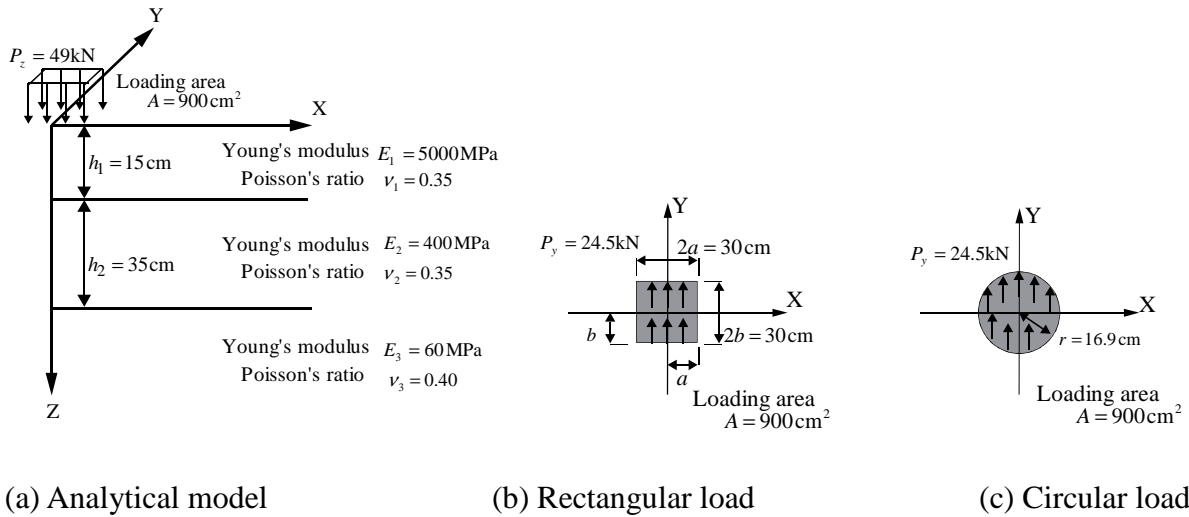 Y
P_z = 49kN
Loading area
A = 900cm²
X
h₁ = 15cm
Young's modulus E₁ = 5000MPa
Poisson's ratio ν₁ = 0.35
h₂ = 35cm
Young's modulus E₂ = 400MPa
Poisson's ratio ν₂ = 0.35
Young's modulus E₃ = 60MPa
Poisson's ratio ν₃ = 0.40
Z
Y
P_y = 24.5kN
2a = 30cm
X
b
2b = 30cm
a
Loading area
A = 900cm²
Y
P_y = 24.5kN
X
r = 16.9cm
Loading area
A = 900cm²
(a) Analytical model
(b) Rectangular load
(c) Circular load